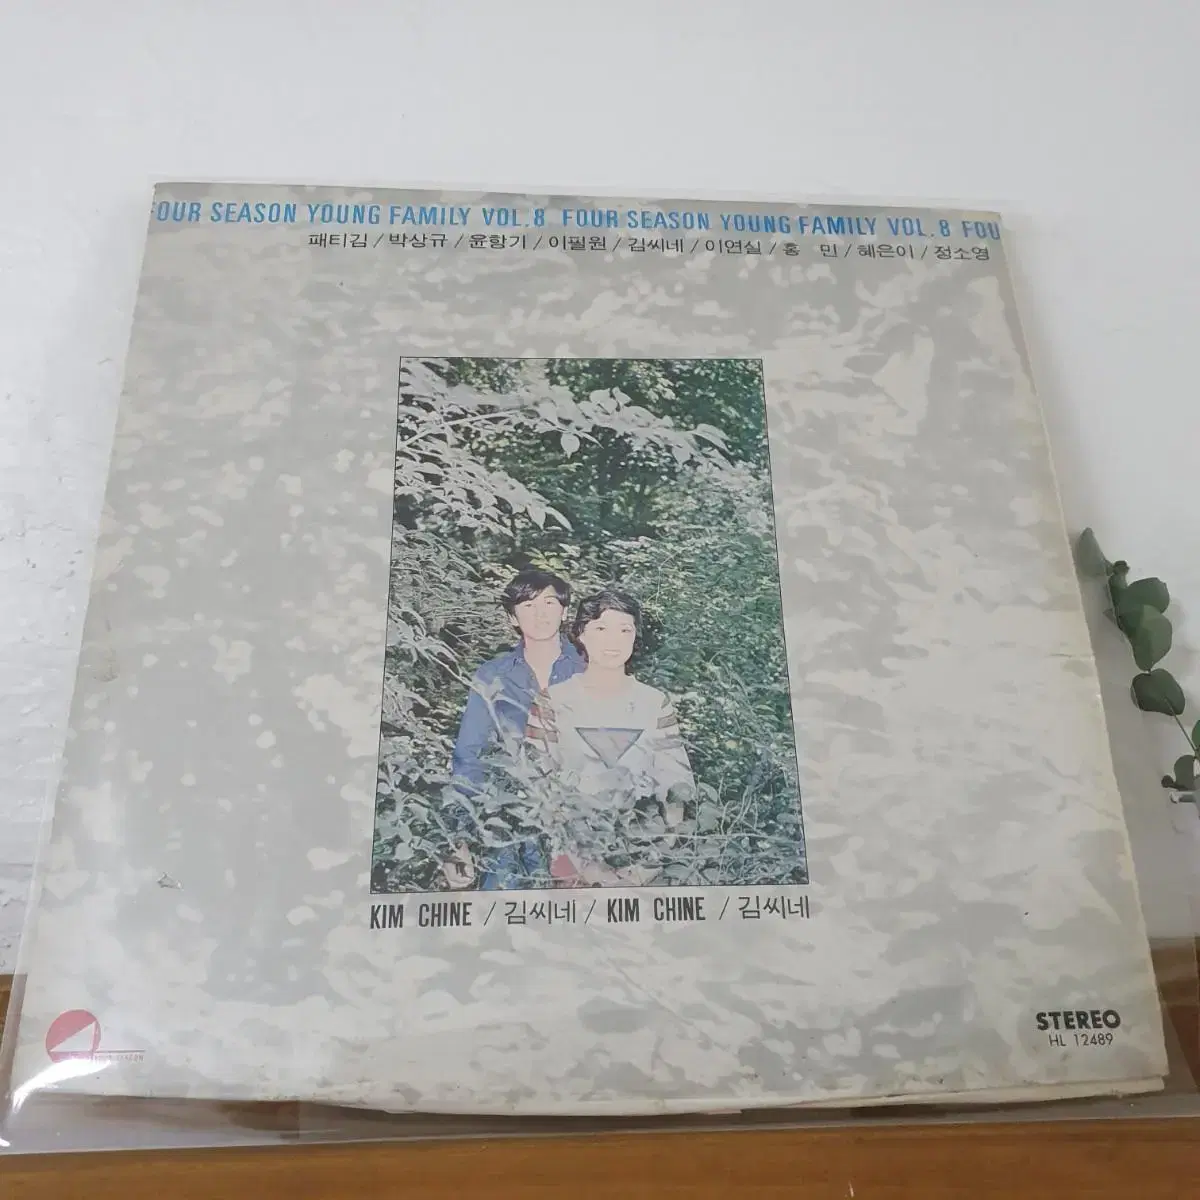 FOUR SEASON YOUNG FAMILY VOL.8 FOUR SEASON YOUNG FAMILY VOL.8 FOU
패티김/박상규/윤항기/이필원/김씨네/이연실/홍 민/혜은이/정소영
KIM CHINE / 김씨네 / KIM CHINE / 김씨네
STEREO
HL 12489